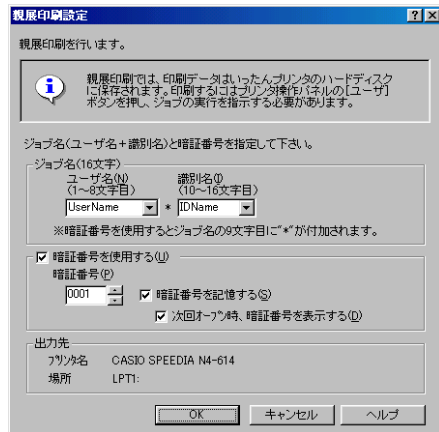 親展印刷設定
親展印刷を行います。
親展印刷では、印刷データはいったんプリンタのハードディスク
に保存されます。印刷するにはプリンタ操作パネルの[ユーザ]
ボタンを押し、ジョブの実行を指示する必要があります。
ジョブ名(ユーザ名+識別名)と暗証番号を指定して下さい。
ジョブ名(16文字)
ユーザ名(N) 識別名(I)
(1～8文字目) (10～16文字目)
UserName * IDName
※暗証番号を使用するとジョブ名の9文字目に"*"が付加されます。
暗証番号を使用する(U)
暗証番号(P)
0001 暗証番号を記憶する(S)
次回オープン時、暗証番号を表示する(D)
出力先
プリンタ名 CASIO SPEEDIA N4-614
場所 LPT1:
OK キャンセル ヘルプ